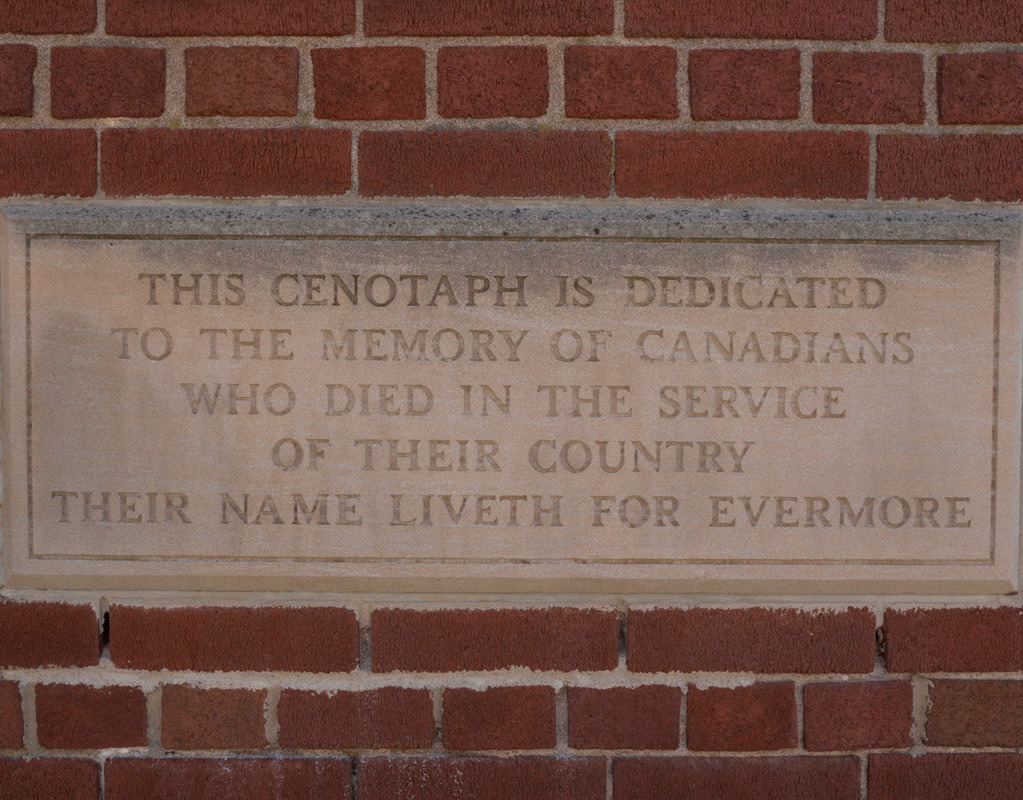 THIS CENOTAPH IS DEDICATED
TO THE MEMORY OF CANADIANS
WHO DIED IN THE SERVICE
OF THEIR COUNTRY
THEIR NAME LIVETH FOR EVERMORE